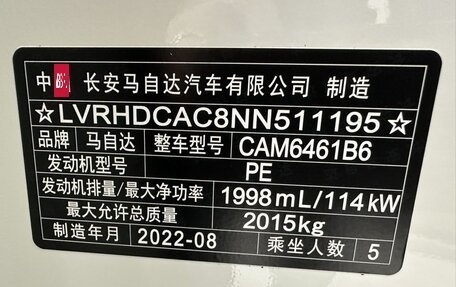 中 长安马自达汽车有限公司 制造
☆LVRHDCAC8NN511195☆
品牌 马自达 整车型号 CAM6461B6
发动机型号 PE
发动机排量/最大净功率 1998mL/114kW
最大允许总质量 2015kg
制造年月 2022-08 乘坐人数 5